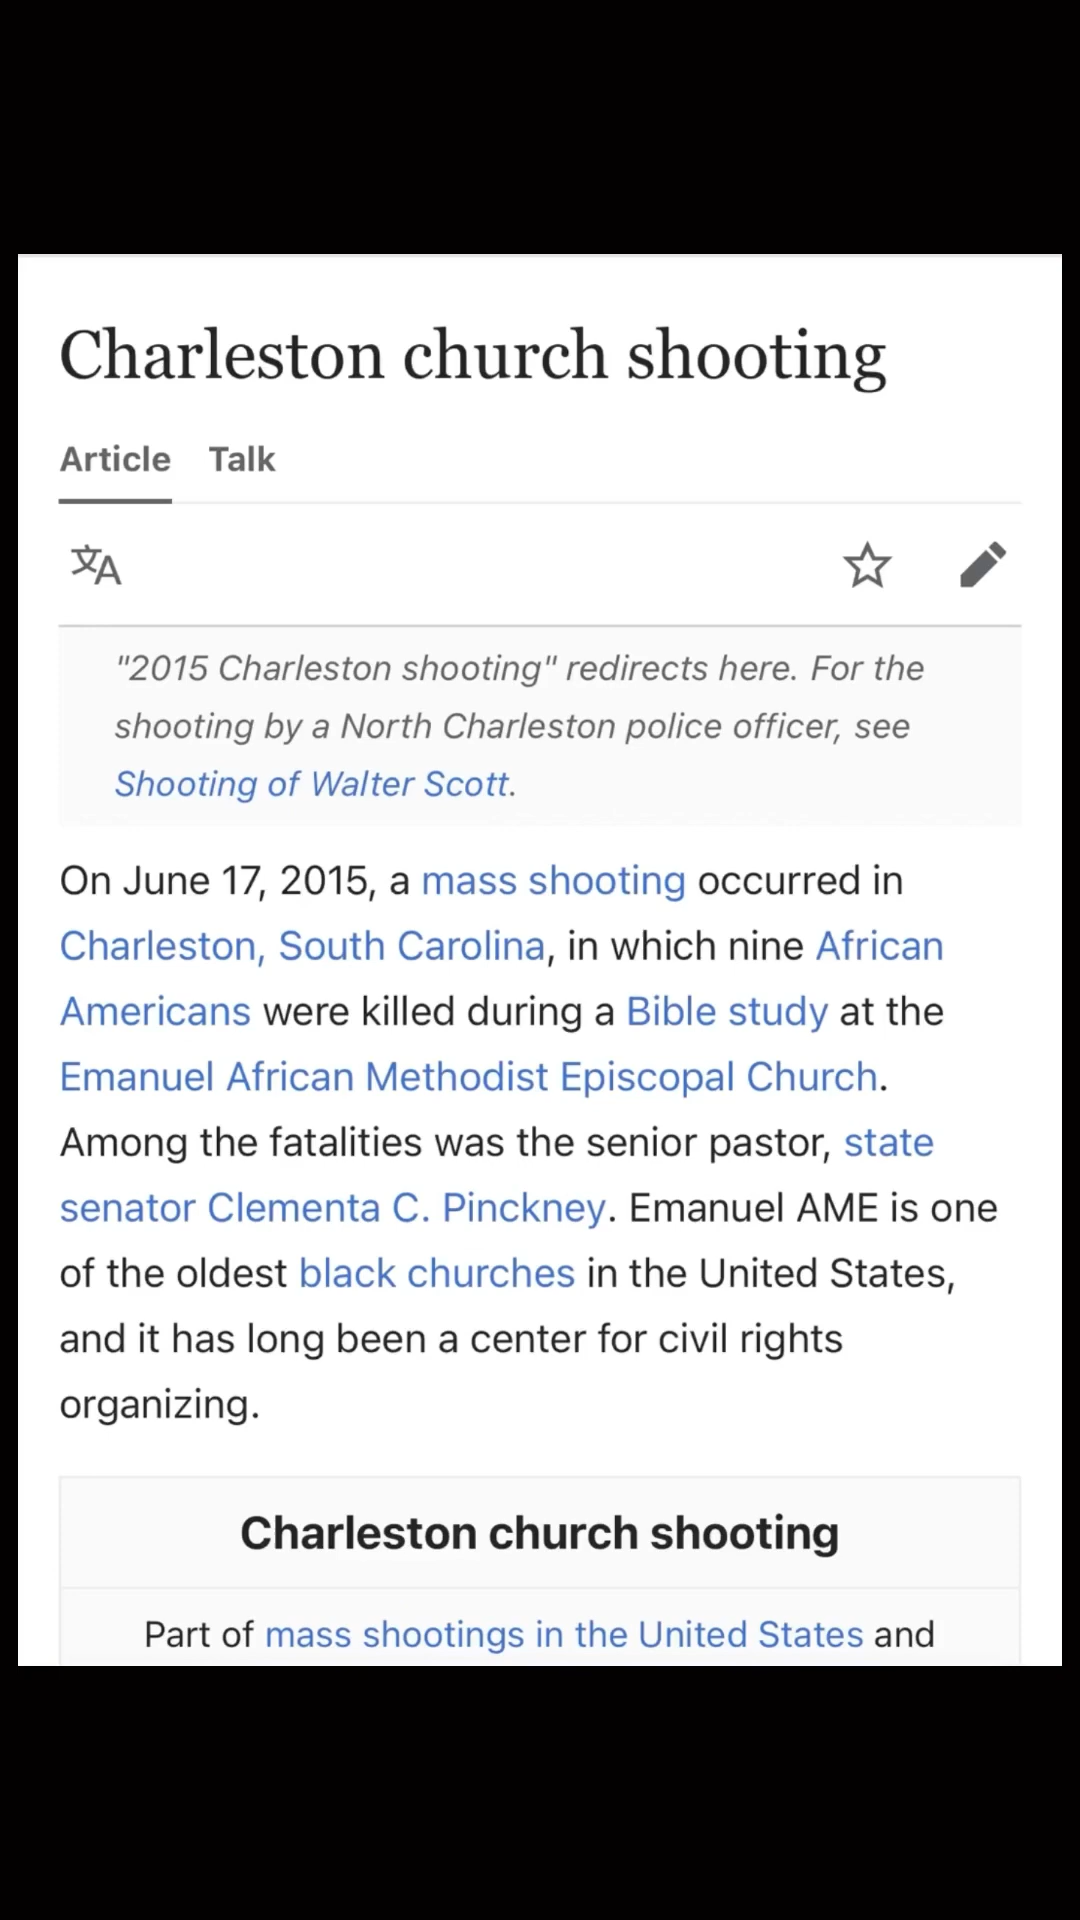 Charleston church shooting
Article Talk
"2015 Charleston shooting" redirects here. For the
shooting by a North Charleston police officer, see
Shooting of Walter Scott.
On June 17, 2015, a mass shooting occurred in
Charleston, South Carolina, in which nine African
Americans were killed during a Bible study at the
Emanuel African Methodist Episcopal Church.
Among the fatalities was the senior pastor, state
senator Clementa C. Pinckney. Emanuel AME is one
of the oldest black churches in the United States,
and it has long been a center for civil rights
organizing.
Charleston church shooting
Part of mass shootings in the United States and